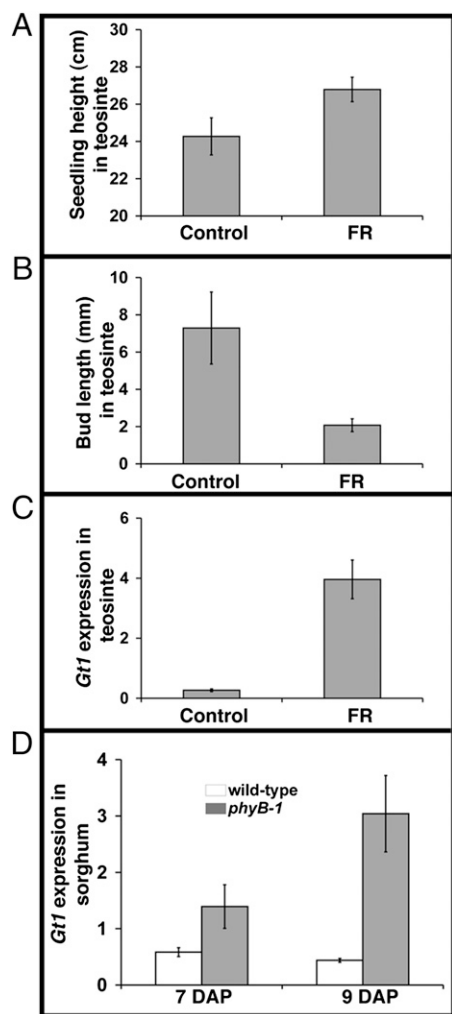 A
Seedling height (cm)
in teosinte
30
28
26
24
22
20
Control
FR
B
Bud length (mm)
in teosinte
10
8
6
4
2
0
Control
FR
C
Gt1 expression in
teosinte
6
4
2
0
Control
FR
D
Gt1 expression in
sorghum
4
3
2
1
0
wild-type
phyB-1
7 DAP
9 DAP